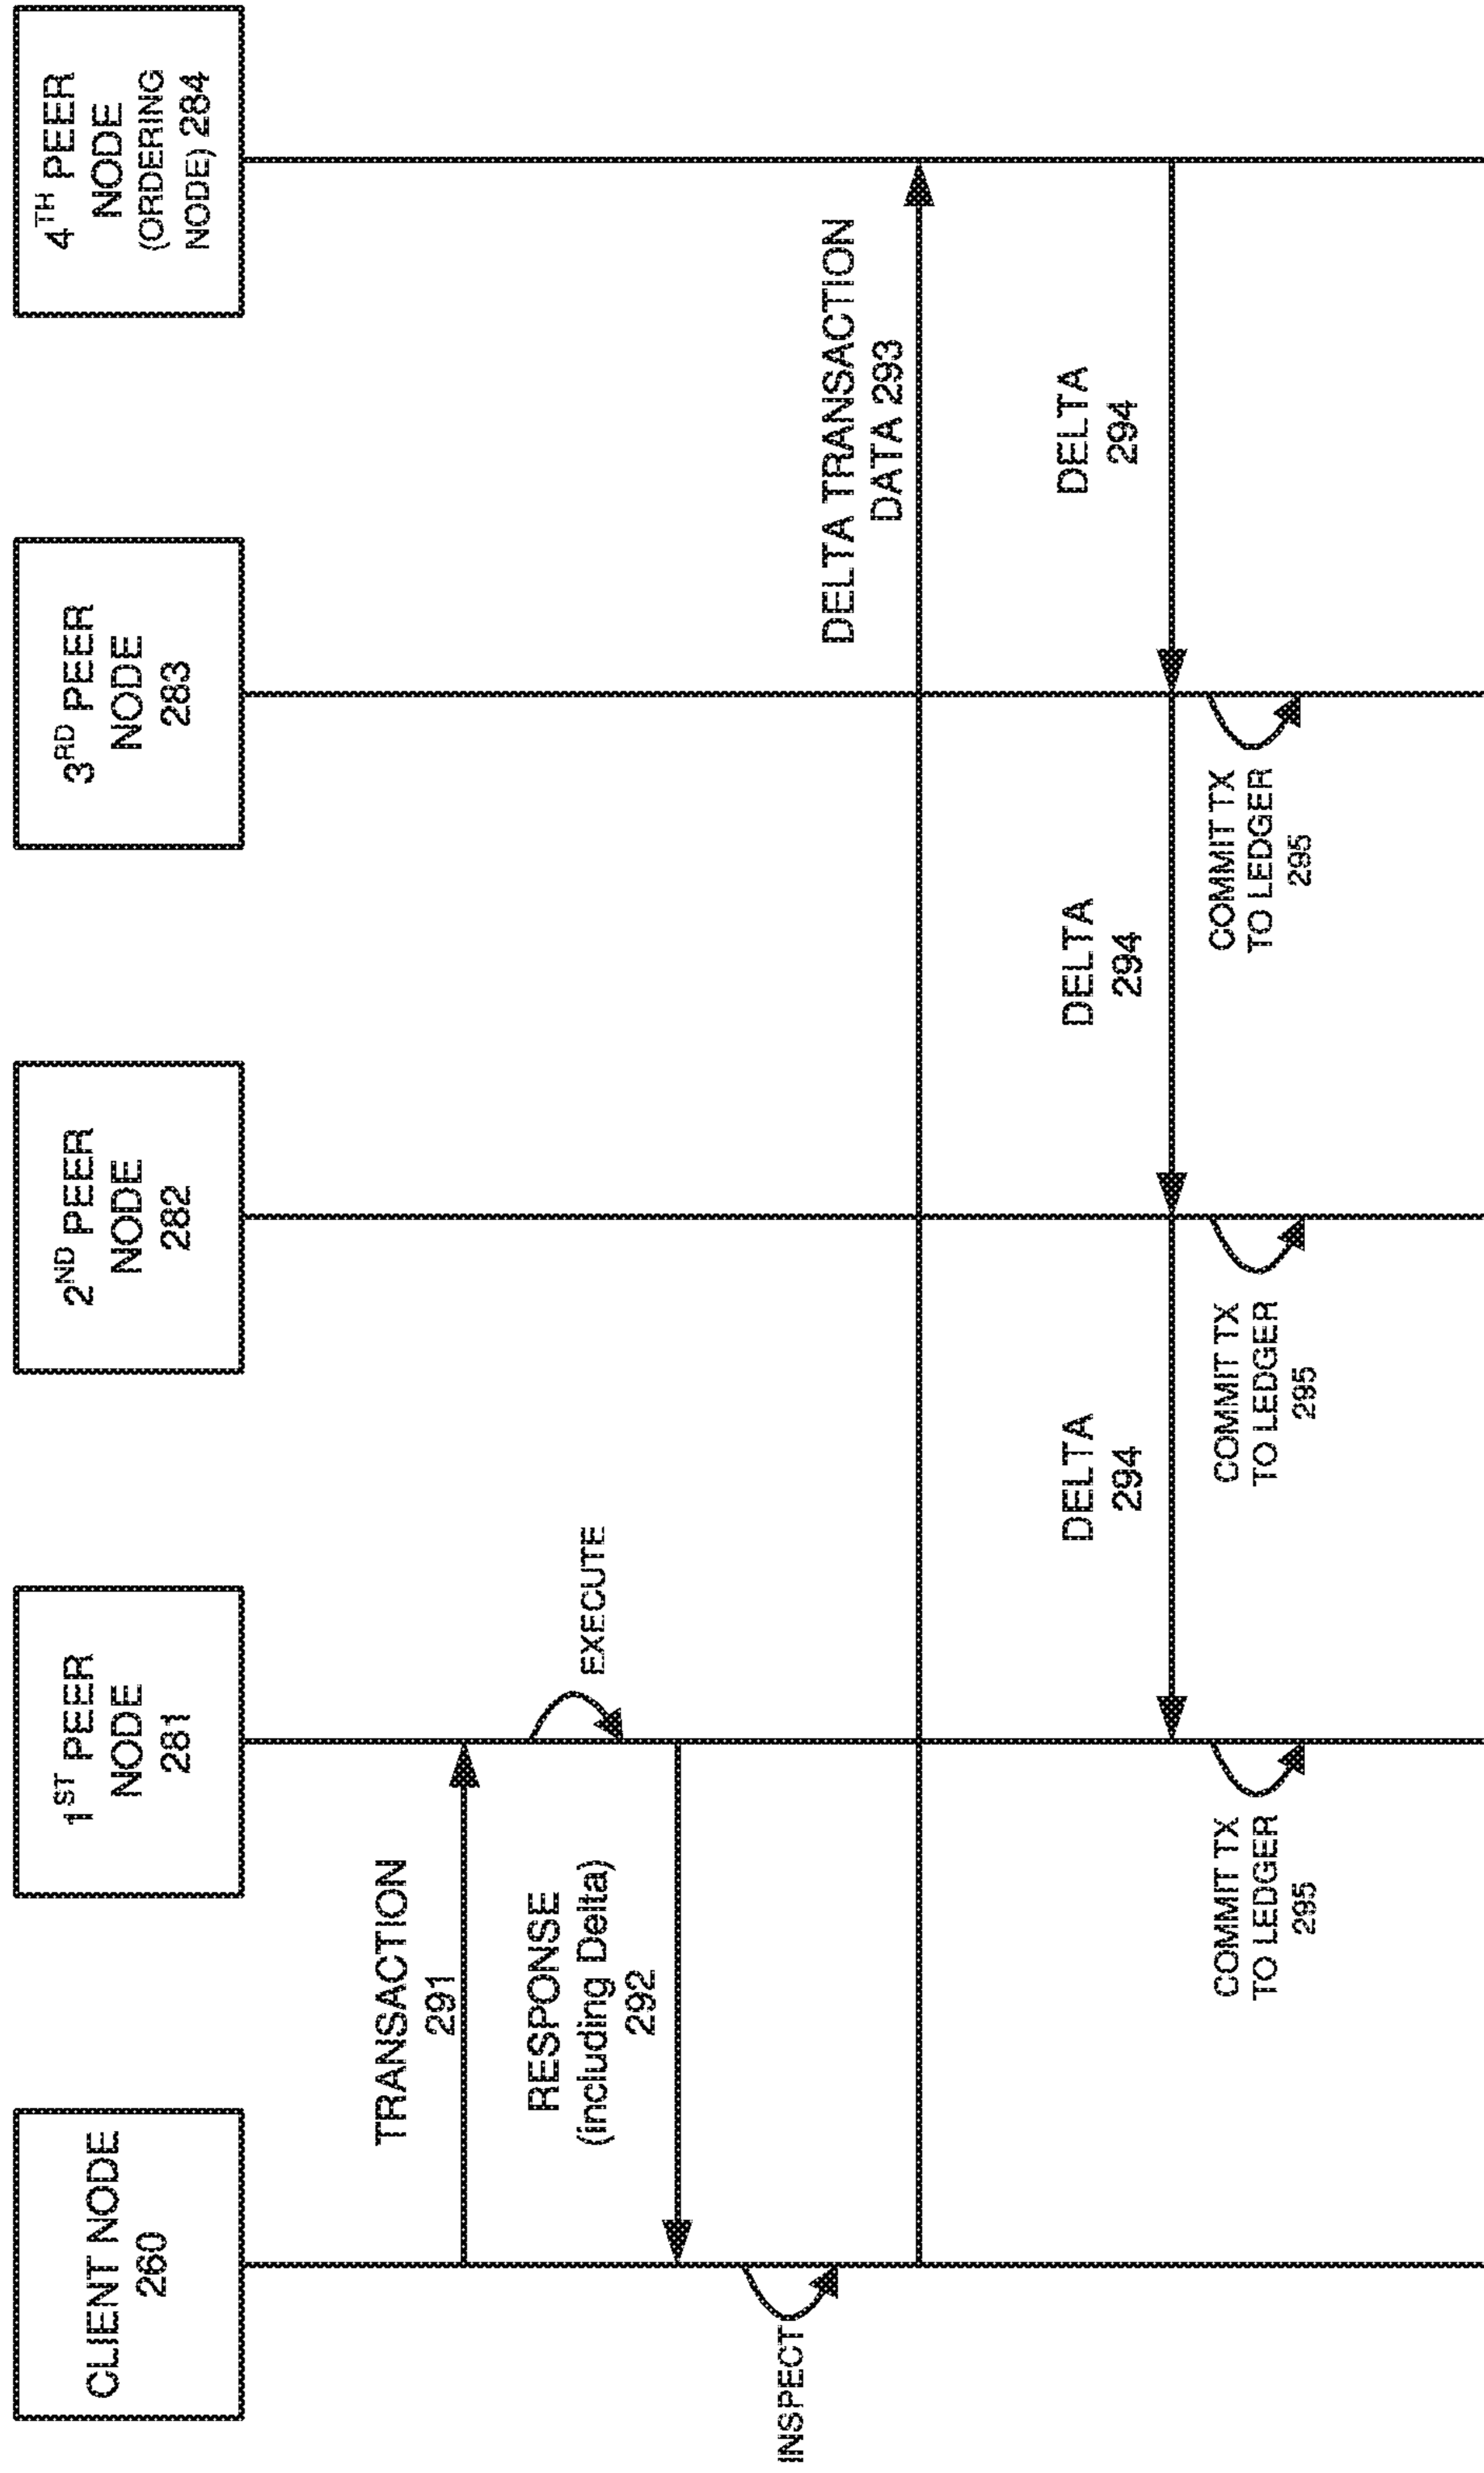 CLIENT NODE
260
1ST PEER
NODE
281
2ND PEER
NODE
282
3RD PEER
NODE
283
4TH PEER
NODE
(ORDERING
NODE) 284
TRANSACTION
291
EXECUTE
RESPONSE
(including Delta)
292
INSPECT
DELTA TRANSACTION
DATA 293
DELTA
294
DELTA
294
DELTA
294
COMMIT TX
TO LEDGER
295
COMMIT TX
TO LEDGER
295
COMMIT TX
TO LEDGER
295